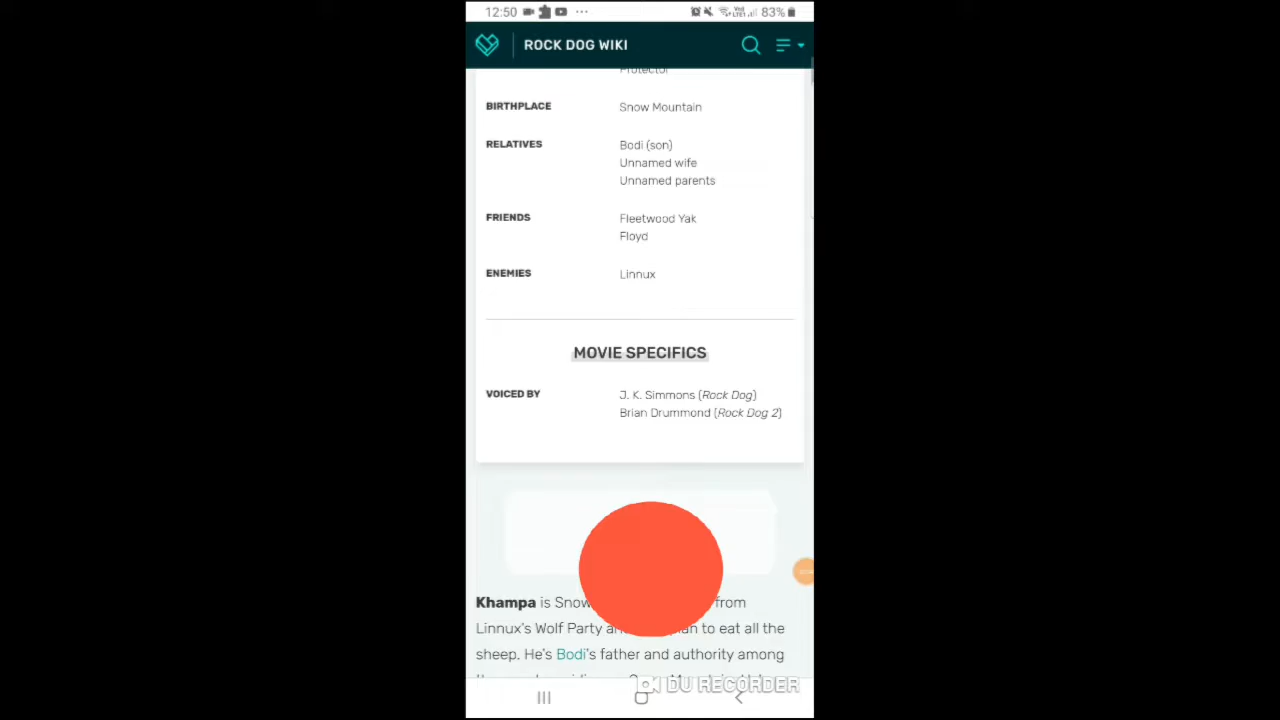 12:50 ... 83%
ROCK DOG WIKI
Protector
BIRTHPLACE Snow Mountain
RELATIVES Bodi (son)
Unnamed wife
Unnamed parents
FRIENDS Fleetwood Yak
Floyd
ENEMIES Linnux
MOVIE SPECIFICS
VOICED BY J. K. Simmons (Rock Dog)
Brian Drummond (Rock Dog 2)
Khampa is Snow from
Linnux's Wolf Party to eat all the
sheep. He's Bodi's father and authority among
DU RECORDER